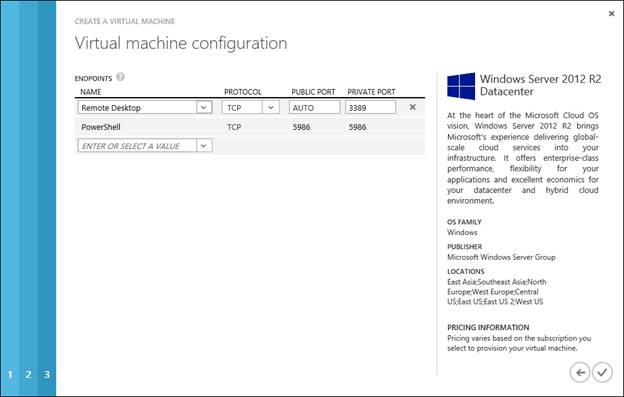 CREATE A VIRTUAL MACHINE
Virtual machine configuration
ENDPOINTS ?
NAME PROTOCOL PUBLIC PORT PRIVATE PORT
Remote Desktop TCP AUTO 3389
PowerShell TCP 5986 5986
ENTER OR SELECT A VALUE
Windows Server 2012 R2
Datacenter
At the heart of the Microsoft Cloud OS
vision, Windows Server 2012 R2 brings
Microsoft's experience delivering global-
scale cloud services into your
infrastructure. It offers enterprise-class
performance, flexibility for your
applications and excellent economics for
your datacenter and hybrid cloud
environment.
OS FAMILY
Windows
PUBLISHER
Microsoft Windows Server Group
LOCATIONS
East Asia;Southeast Asia;North
Europe;West Europe;Central
US;East US;East US 2;West US
PRICING INFORMATION
Pricing varies based on the subscription you
select to provision your virtual machine.
1 2 3